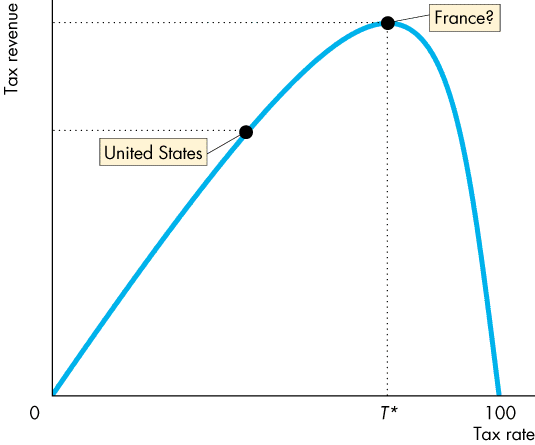 Tax revenue
France?
United States
0
T*
100
Tax rate